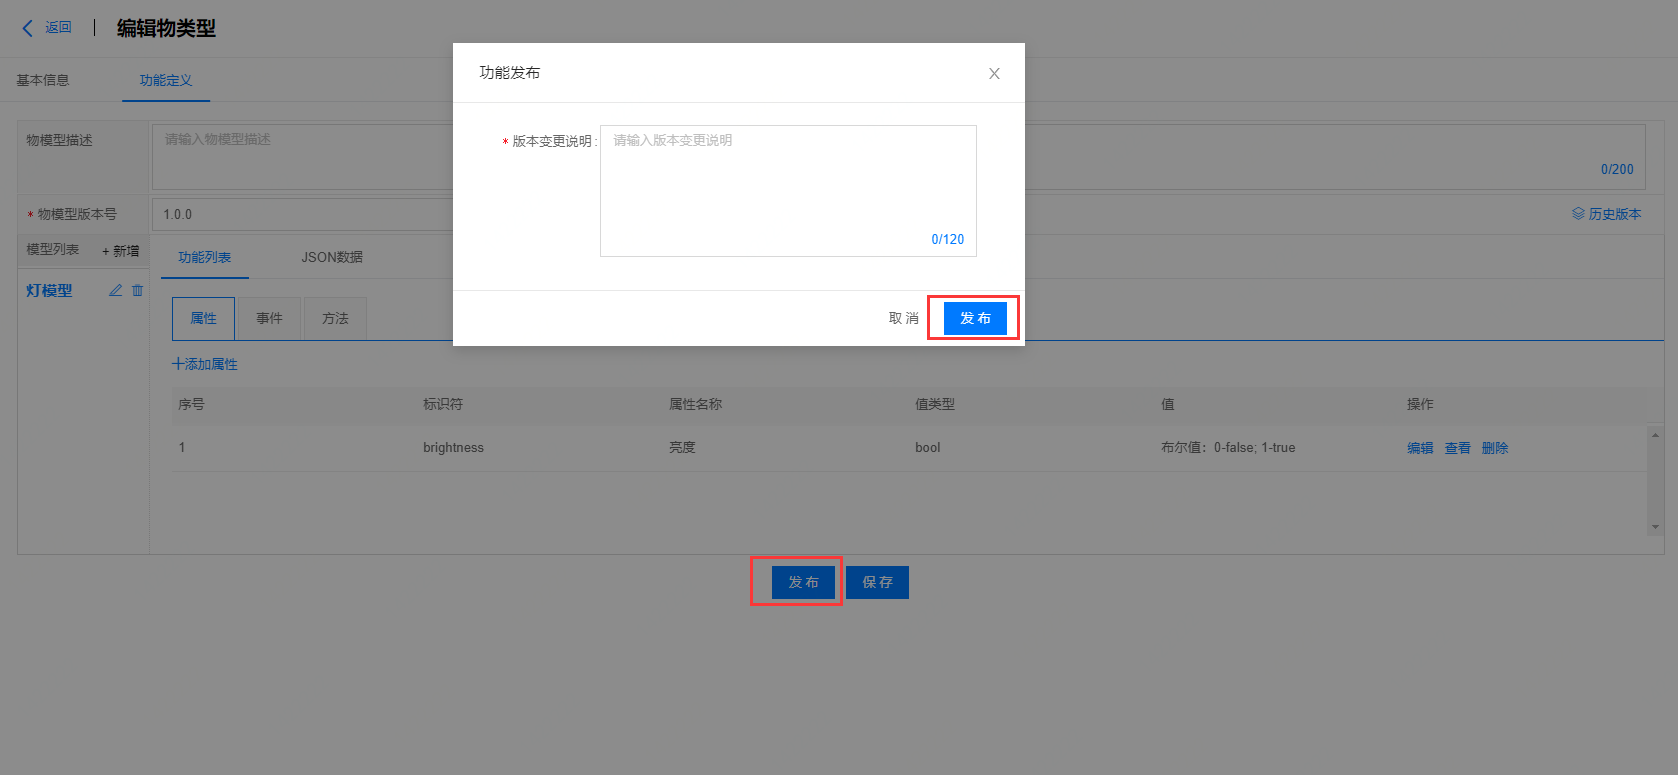 返回 | 编辑物类型
基本信息 功能定义
功能发布
* 版本变更说明: 请输入版本变更说明
0/120
取 消 发 布
物模型描述 请输入物模型描述
0/200
* 物模型版本号 1.0.0 历史版本
模型列表 + 新增 功能列表 JSON数据
灯模型
属性 事件 方法
十添加属性
序号 标识符 属性名称 值类型 值 操作
1 brightness 亮度 bool 布尔值：0-false; 1-true 编辑 查看 删除
发 布 保 存